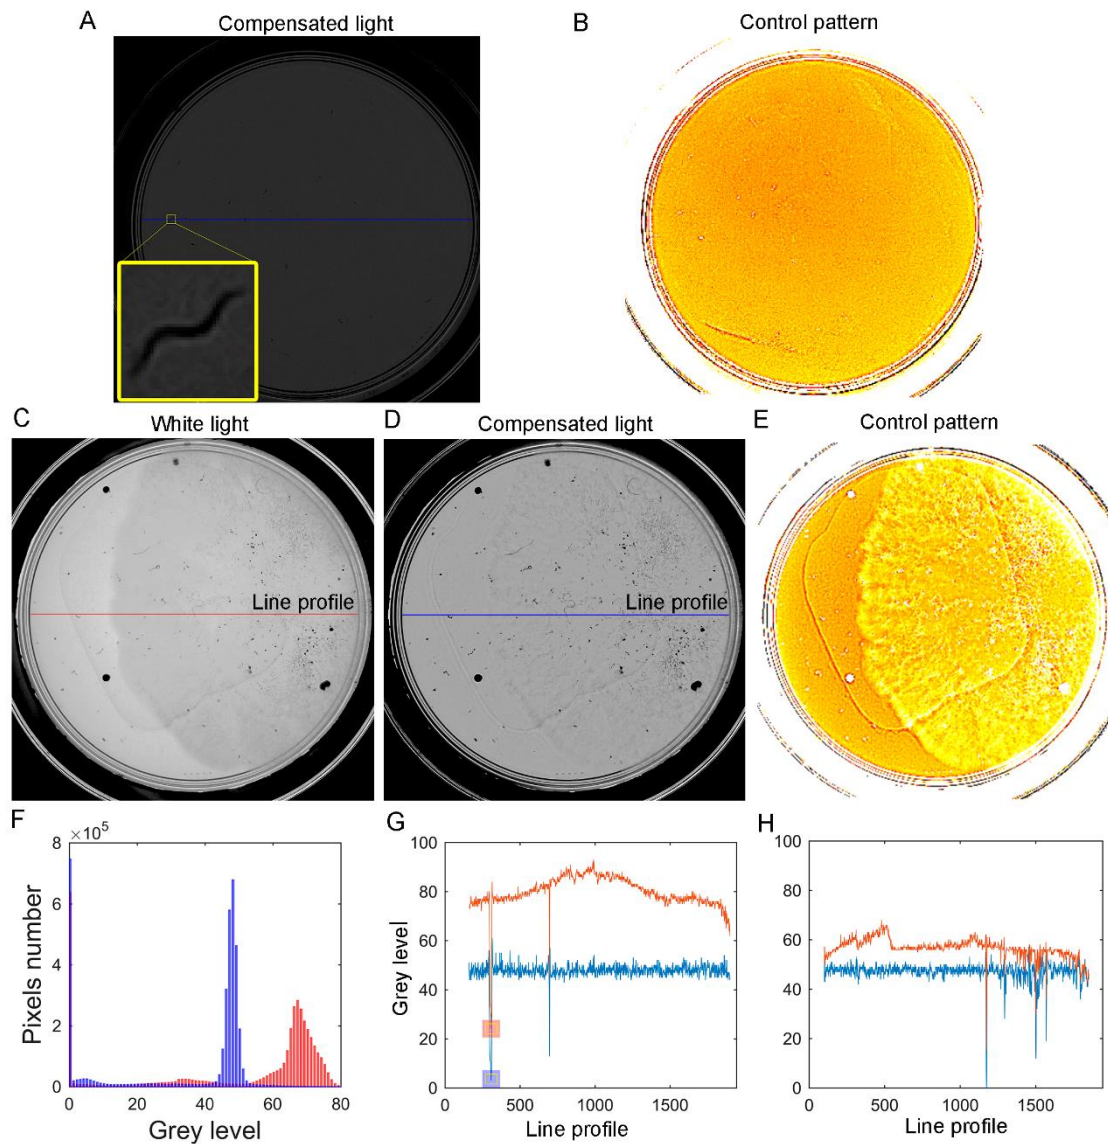 A
Compensated light
B
Control pattern
C
White light
D
Compensated light
E
Control pattern
Line profile
Line profile
F
×10⁵
8
6
4
2
0
Pixels number
0 20 40 60 80
Grey level
G
100
80
60
40
20
0
Grey level
0 500 1000 1500
Line profile
H
100
80
60
40
20
0
0 500 1000 1500
Line profile